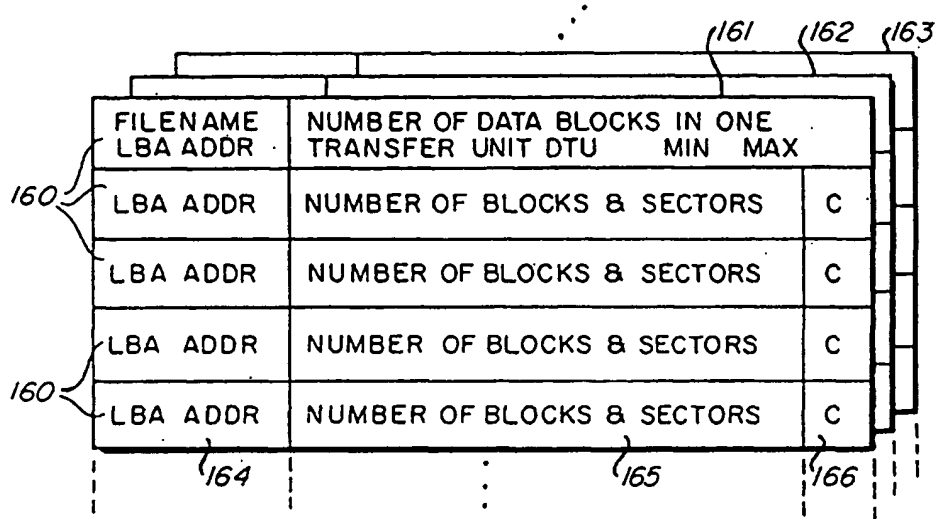 161 162 163
FILENAME NUMBER OF DATA BLOCKS IN ONE
LBA ADDR TRANSFER UNIT DTU MIN MAX
160
LBA ADDR NUMBER OF BLOCKS & SECTORS C
LBA ADDR NUMBER OF BLOCKS & SECTORS C
LBA ADDR NUMBER OF BLOCKS & SECTORS C
160
LBA ADDR NUMBER OF BLOCKS & SECTORS C
164 165 166